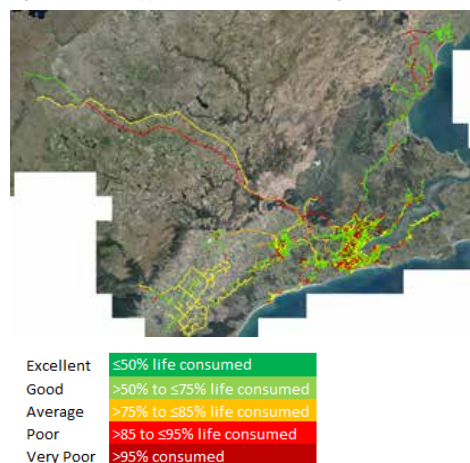 Excellent ≤50% life consumed
Good >50% to ≤75% life consumed
Average >75% to ≤85% life consumed
Poor >85 to ≤95% life consumed
Very Poor >95% consumed